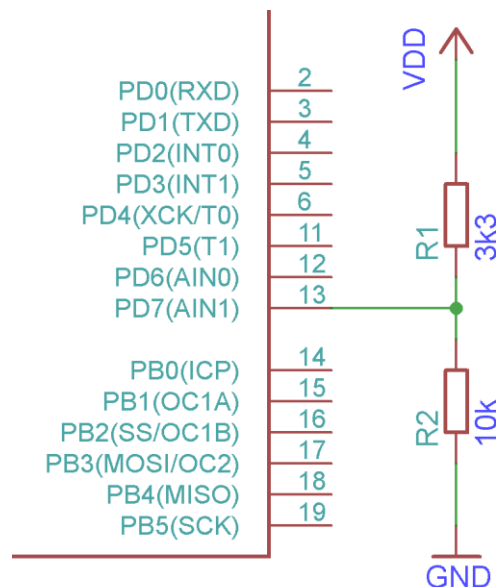 VDD
PD0(RXD) 2
PD1(TXD) 3
PD2(INT0) 4
PD3(INT1) 5
PD4(XCK/T0) 6
PD5(T1) 11
PD6(AIN0) 12
PD7(AIN1) 13
R1 3K3
PB0(ICP) 14
PB1(OC1A) 15
PB2(SS/OC1B) 16
PB3(MOSI/OC2) 17
PB4(MISO) 18
PB5(SCK) 19
R2 10k
GND